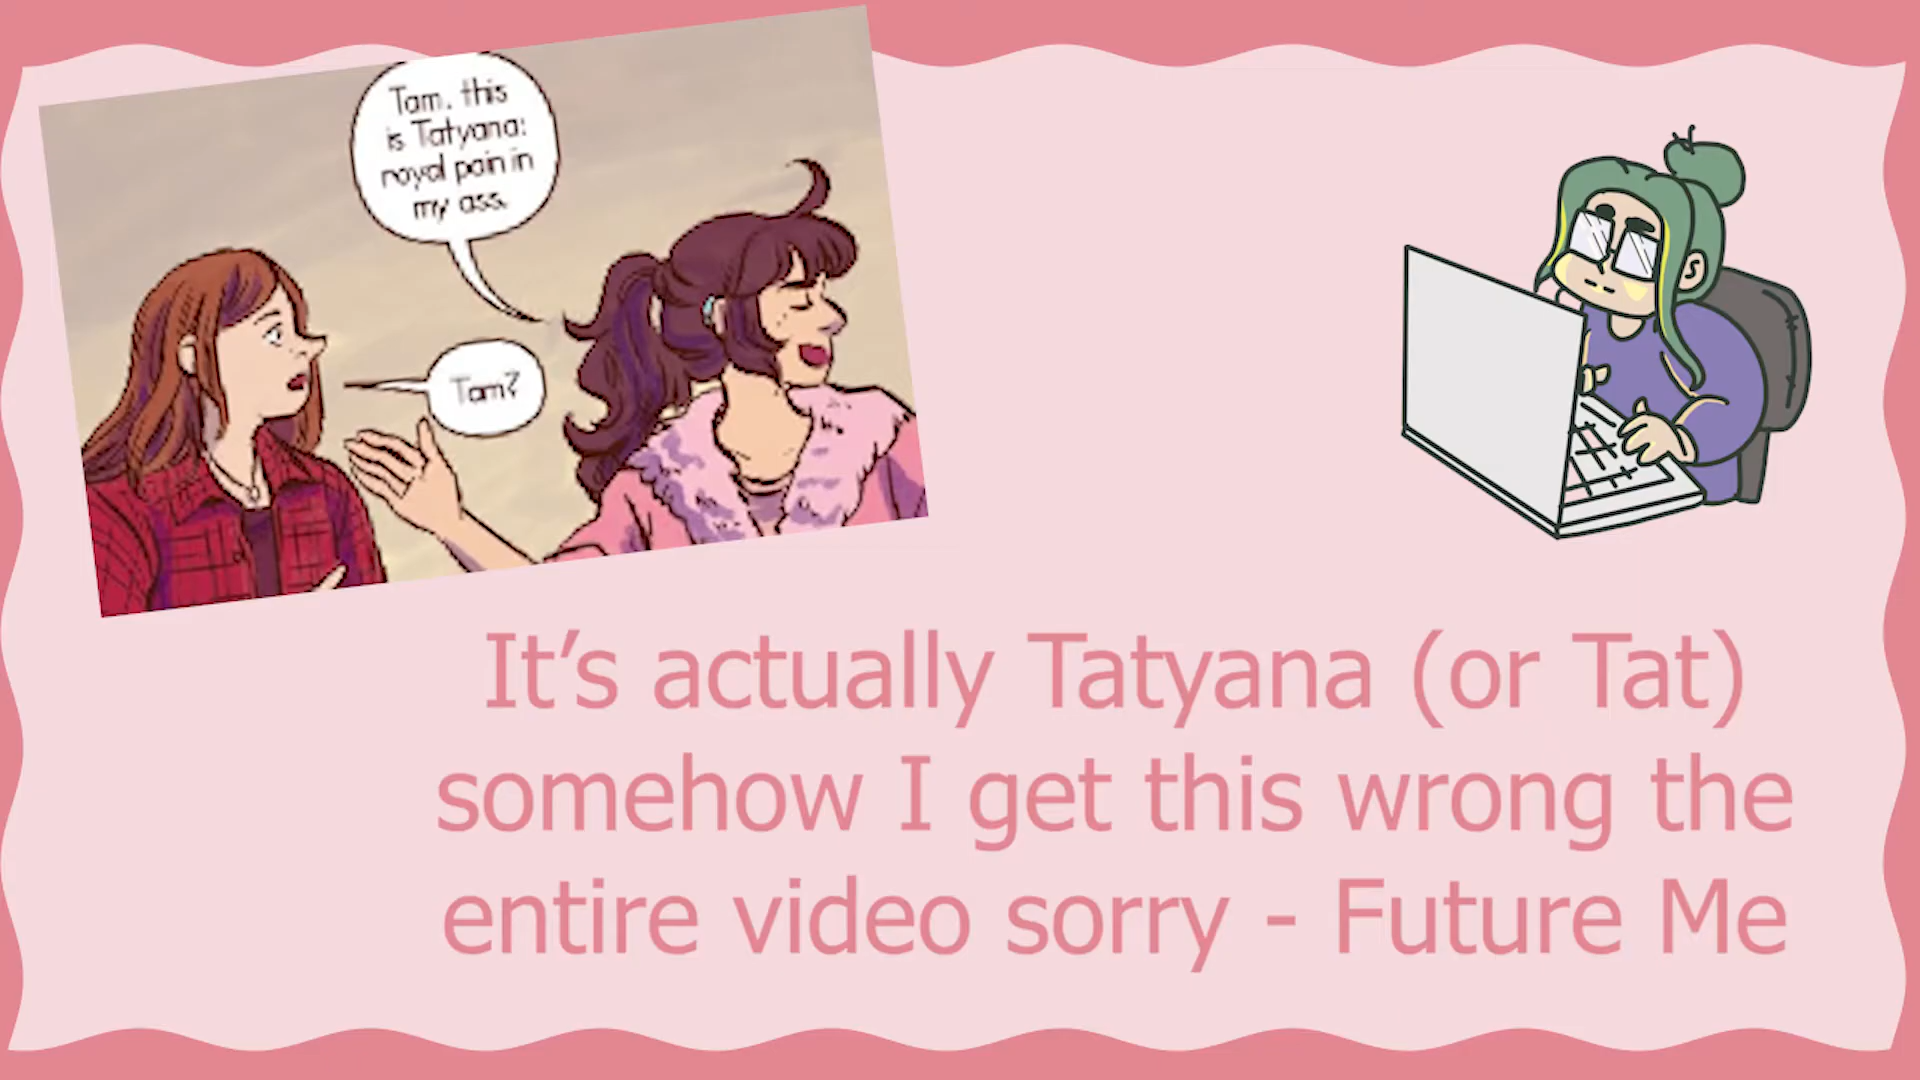 Tam, this
is Tatyana:
royal pain in
my ass.
Tam?
It's actually Tatyana (or Tat)
somehow I get this wrong the
entire video sorry - Future Me